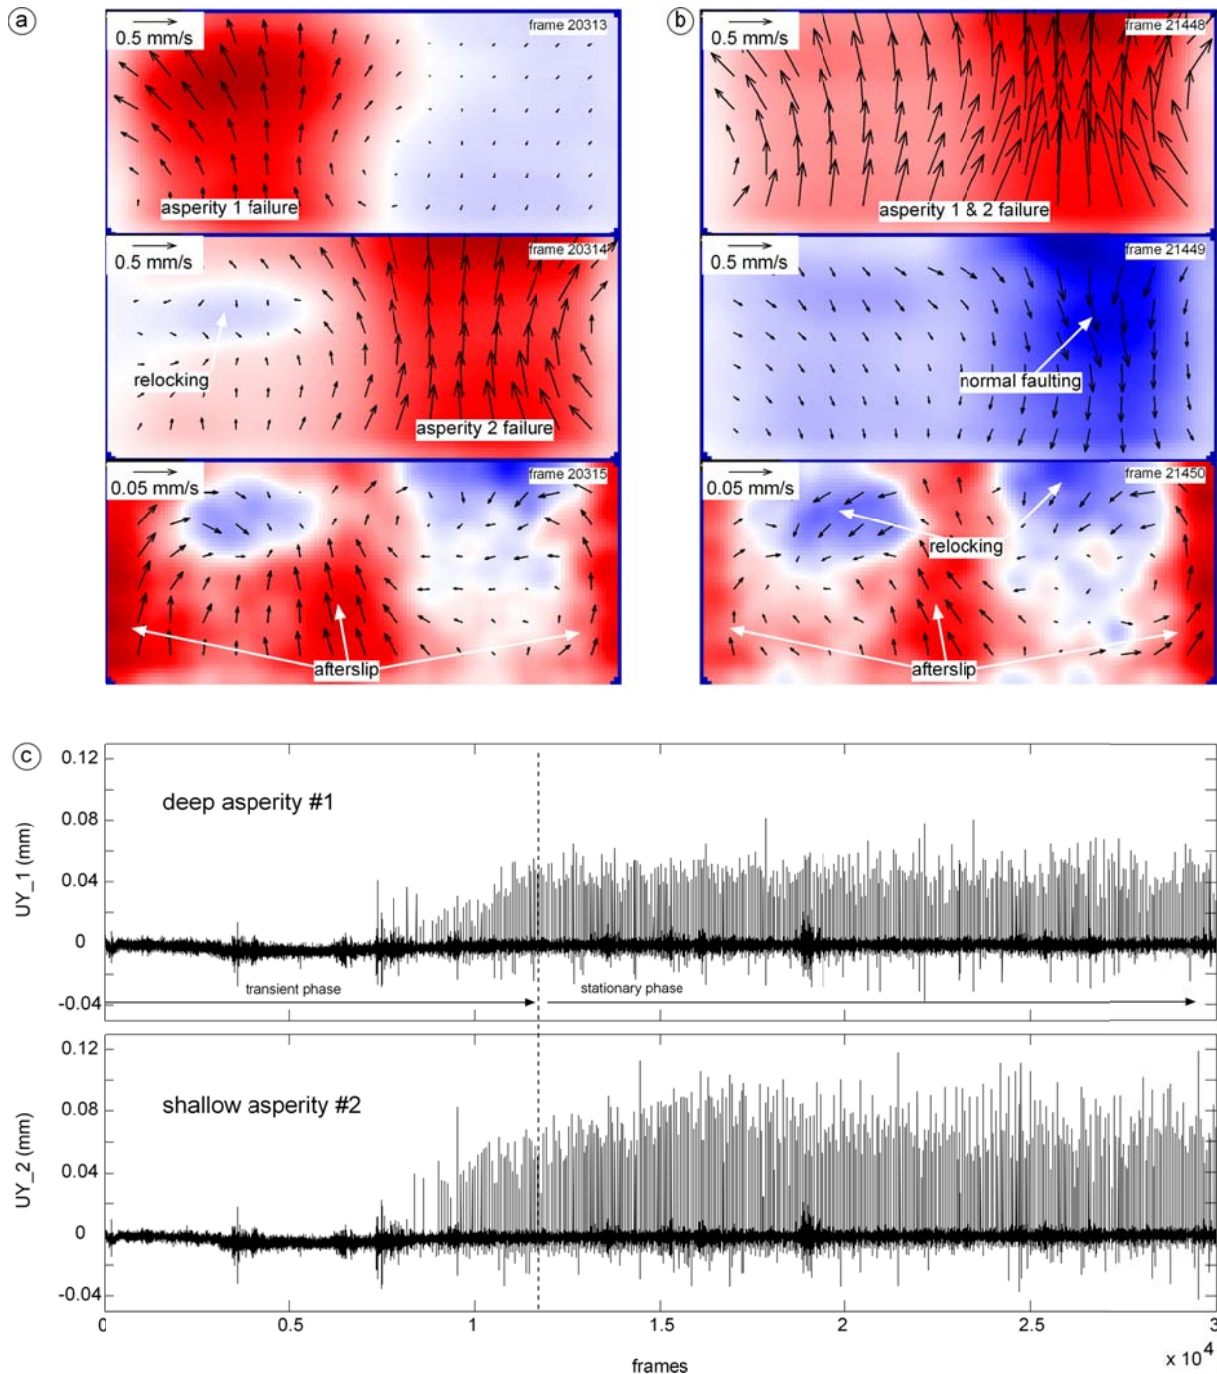 a
0.5 mm/s
frame 20313
asperity 1 failure
0.5 mm/s
frame 20314
relocking
asperity 2 failure
0.05 mm/s
frame 20315
afterslip
b
0.5 mm/s
frame 21448
asperity 1 & 2 failure
0.5 mm/s
frame 21449
normal faulting
0.05 mm/s
frame 21450
relocking
afterslip
c
0.12
0.08
0.04
0
-0.04
UY_1 (mm)
deep asperity #1
transient phase
stationary phase
0.12
0.08
0.04
0
-0.04
UY_2 (mm)
shallow asperity #2
0 0.5 1 1.5 2 2.5 3
x 10^4
frames